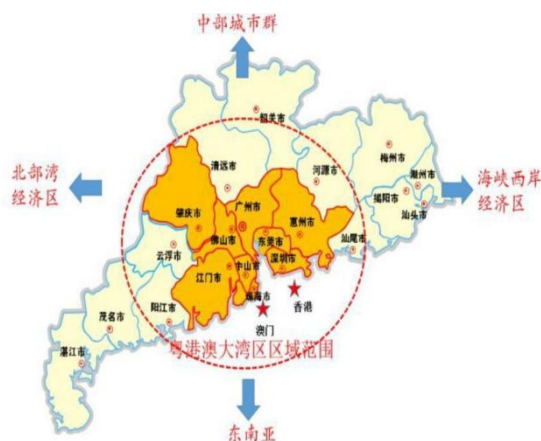 中部城市群
韶关市
清远市
河源市
梅州市
潮州市
揭阳市
汕头市
北部湾
经济区
海峡西岸
经济区
肇庆市
广州市
惠州市
佛山市
东莞市
汕尾市
云浮市
深圳市
江门市
中山市
珠海市
香港
阳江市
茂名市
澳门
湛江市
粤港澳大湾区区域范围
东南亚